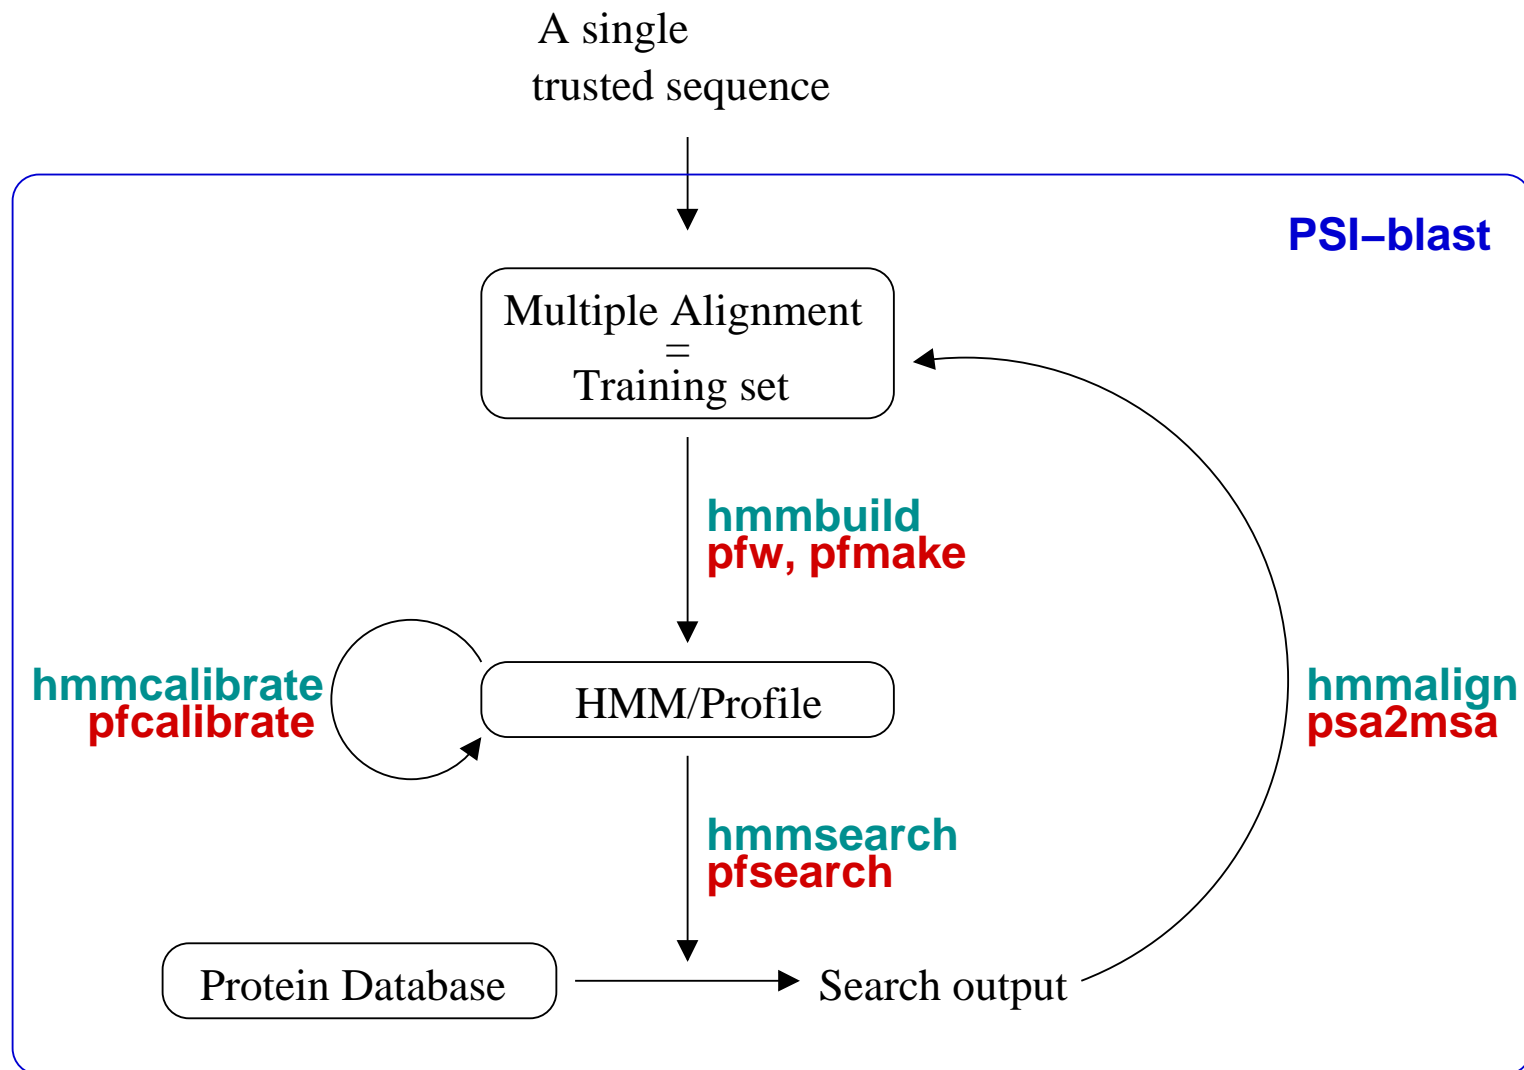 A single
trusted sequence
PSI–blast
Multiple Alignment
=
Training set
hmmbuild
pfw, pfmake
hmmcalibrate
pfcalibrate
HMM/Profile
hmmalign
psa2msa
hmmsearch
pfsearch
Protein Database
Search output